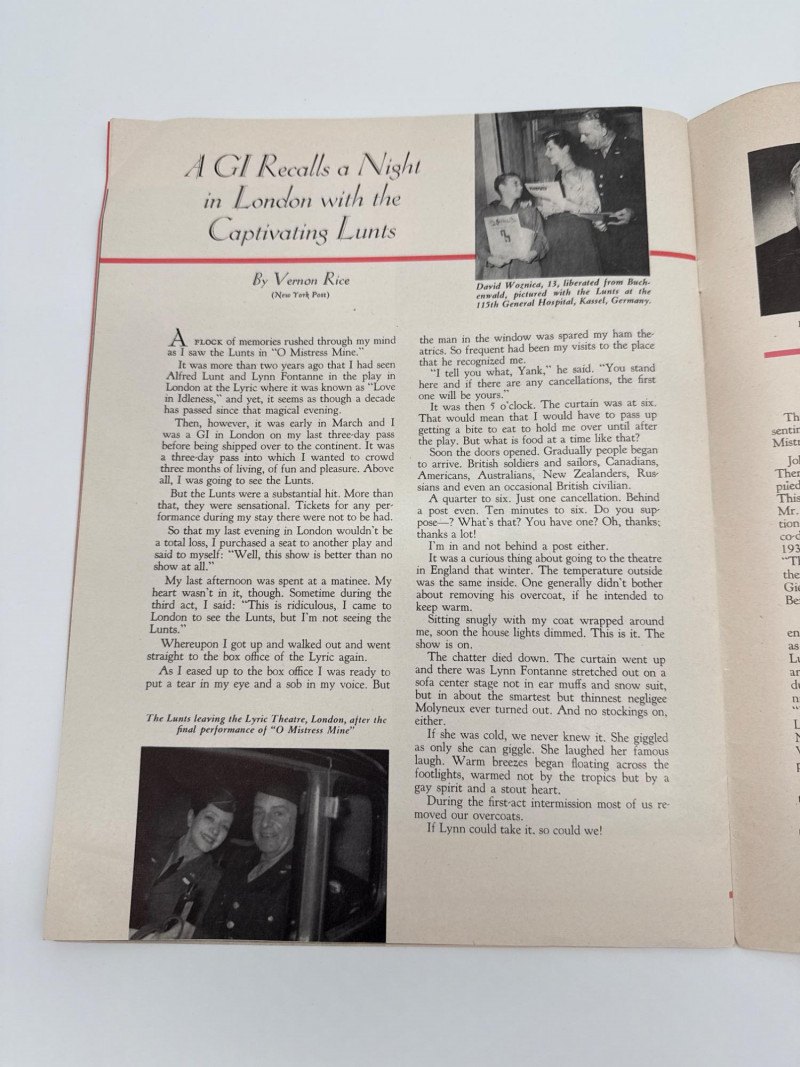 A GI Recalls a Night
in London with the
Captivating Lunts
By Vernon Rice
(New York Post)
David Woznica, 13, liberated from Buch-
enwald, pictured with the Lunts at the
115th General Hospital, Kassel, Germany.
A FLOCK of memories rushed through my mind
as I saw the Lunts in "O Mistress Mine."
It was more than two years ago that I had seen
Alfred Lunt and Lynn Fontanne in the play in
London at the Lyric where it was known as "Love
in Idleness," and yet, it seems as though a decade
has passed since that magical evening.
Then, however, it was early in March and I
was a GI in London on my last three-day pass
before being shipped over to the continent. It was
a three-day pass into which I wanted to crowd
three months of living, of fun and pleasure. Above
all, I was going to see the Lunts.
But the Lunts were a substantial hit. More than
that, they were sensational. Tickets for any per-
formance during my stay there were not to be had.
So that my last evening in London wouldn't be
a total loss, I purchased a seat to another play and
said to myself: "Well, this show is better than no
show at all."
My last afternoon was spent at a matinee. My
heart wasn't in it, though. Sometime during the
third act, I said: "This is ridiculous, I came to
London to see the Lunts, but I'm not seeing the
Lunts."
Whereupon I got up and walked out and went
straight to the box office of the Lyric again.
As I eased up to the box office I was ready to
put a tear in my eye and a sob in my voice. But
The Lunts leaving the Lyric Theatre, London, after the
final performance of "O Mistress Mine"
the man in the window was spared my ham the-
atrics. So frequent had been my visits to the place
that he recognized me.
"I tell you what, Yank," he said. "You stand
here and if there are any cancellations, the first
one will be yours."
It was then 5 o'clock. The curtain was at six.
That would mean that I would have to pass up
getting a bite to eat to hold me over until after
the play. But what is food at a time like that?
Soon the doors opened. Gradually people began
to arrive. British soldiers and sailors, Canadians,
Americans, Australians, New Zealanders, Rus-
sians and even an occasional British civilian.
A quarter to six. Just one cancellation. Behind
a post even. Ten minutes to six. Do you sup-
pose—? What's that? You have one? Oh, thanks;
thanks a lot!
I'm in and not behind a post either.
It was a curious thing about going to the theatre
in England that winter. The temperature outside
was the same inside. One generally didn't bother
about removing his overcoat, if he intended to
keep warm.
Sitting snugly with my coat wrapped around
me, soon the house lights dimmed. This is it. The
show is on.
The chatter died down. The curtain went up
and there was Lynn Fontanne stretched out on a
sofa center stage not in ear muffs and snow suit,
but in about the smartest but thinnest negligee
Molyneux ever turned out. And no stockings on,
either.
If she was cold, we never knew it. She giggled
as only she can giggle. She laughed her famous
laugh. Warm breezes began floating across the
footlights, warmed not by the tropics but by a
gay spirit and a stout heart.
During the first-act intermission most of us re-
moved our overcoats.
If Lynn could take it, so could we!